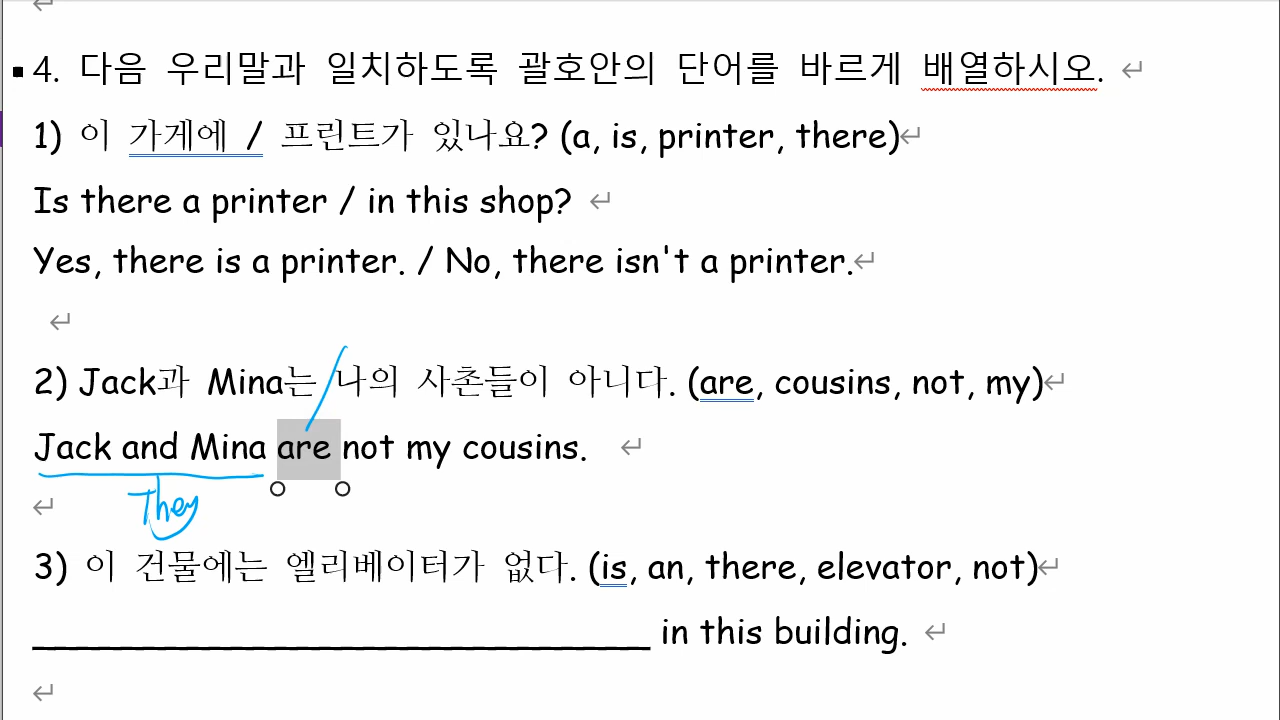 4. 다음 우리말과 일치하도록 괄호안의 단어를 바르게 배열하시오.
1) 이 가게에 / 프린트가 있나요? (a, is, printer, there)
Is there a printer / in this shop?
Yes, there is a printer. / No, there isn't a printer.
2) Jack과 Mina는 / 나의 사촌들이 아니다. (are, cousins, not, my)
Jack and Mina are not my cousins.
They
3) 이 건물에는 엘리베이터가 없다. (is, an, there, elevator, not)
______________________________ in this building.